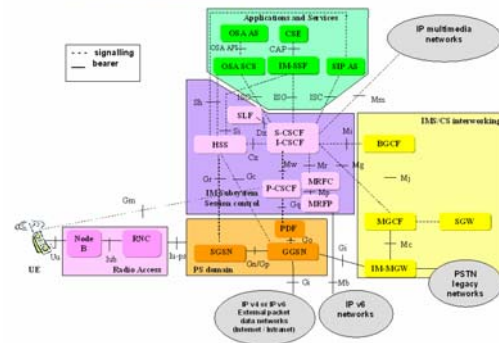 Applications and Services
signalling
bearer
OSA AS
CSE
OSA API
CAP
OSA SCS
IM-SSF
SIP AS
IP multimedia
networks
Sh
ISC
ISC
ISC
Mm
SLF
Si
Dx
IMS/CS interworking
HSS
S-CSCF
I-CSCF
Mi
BGCF
Cx
Mw
Mr
Mg
Gr
Gc
MRFC
Mj
P-CSCF
Mp
MRFP
IM Subsystem
Session control
Gq
Gm
PDF
MGCF
SGW
Node
B
RNC
Go
Gi
Mc
UE
Uu
Iub
Iu-ps
SGSN
GGSN
Gn/Gp
IM-MGW
Radio Access
PS domain
Gi
Mb
PSTN
legacy
networks
IP v4 or IP v6
External packet
data networks
(Internet / Intranet)
IP v6
networks